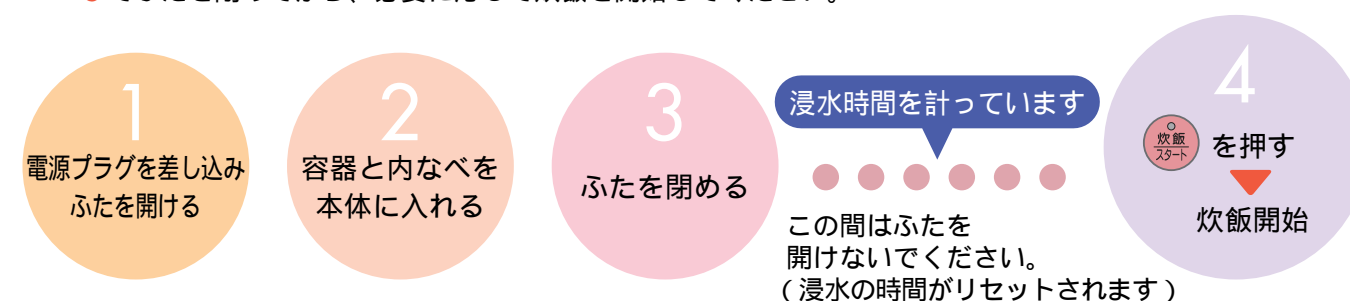 1
電源プラグを差し込み
ふたを開ける
2
容器と内なべを
本体に入れる
3
ふたを閉める
浸水時間を計っています
この間はふたを
開けないでください。
(浸水の時間がリセットされます)
4
炊飯
スタート
を押す
炊飯開始